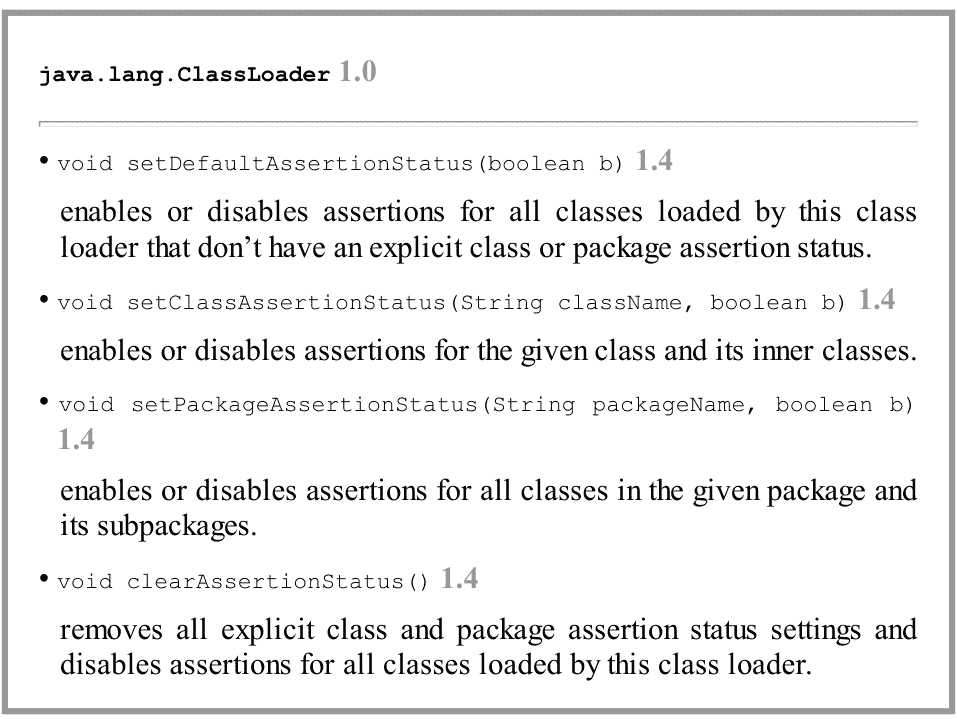 java.lang.ClassLoader 1.0
• void setDefaultAssertionStatus(boolean b) 1.4
enables or disables assertions for all classes loaded by this class
loader that don’t have an explicit class or package assertion status.
• void setClassAssertionStatus(String className, boolean b) 1.4
enables or disables assertions for the given class and its inner classes.
• void setPackageAssertionStatus(String packageName, boolean b)
1.4
enables or disables assertions for all classes in the given package and
its subpackages.
• void clearAssertionStatus() 1.4
removes all explicit class and package assertion status settings and
disables assertions for all classes loaded by this class loader.